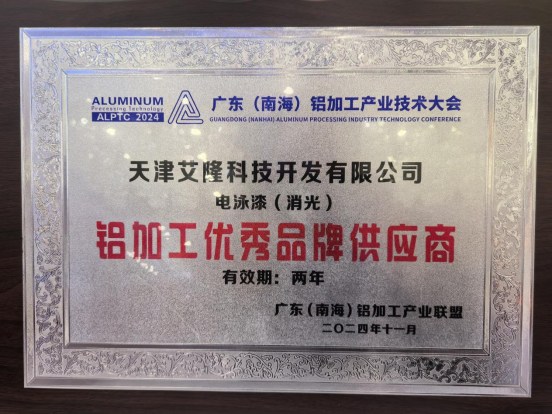 ALUMINUM
Processing Technology
ALPTC 2024
广东（南海）铝加工产业技术大会
GUANGDONG (NANHAI) ALUMINUM PROCESSING INDUSTRY TECHNOLOGY CONFERENCE
天津艾隆科技开发有限公司
电泳漆（消光）
铝加工优秀品牌供应商
有效期：两年
广东（南海）铝加工产业联盟
二〇二四年十一月